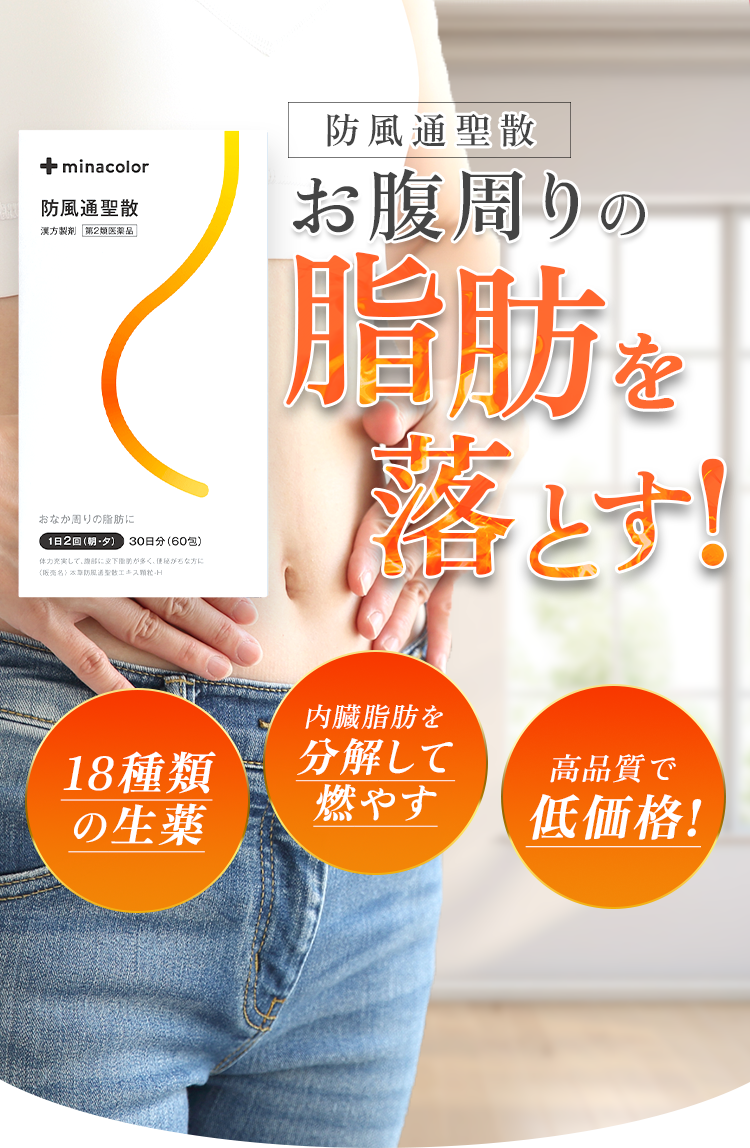 防風通聖散
お腹周りの
脂肪を
落とす!
minacolor
防風通聖散
漢方製剤 第2類医薬品
おなか周りの脂肪に
1日2回(朝・夕) 30日分(60包)
体力充実して、腹部に皮下脂肪が多く、便秘がちな方に
〈販売名〉本草防風通聖散エキス顆粒-H
18種類
の生薬
内臓脂肪を
分解して
燃やす
高品質で
低価格!